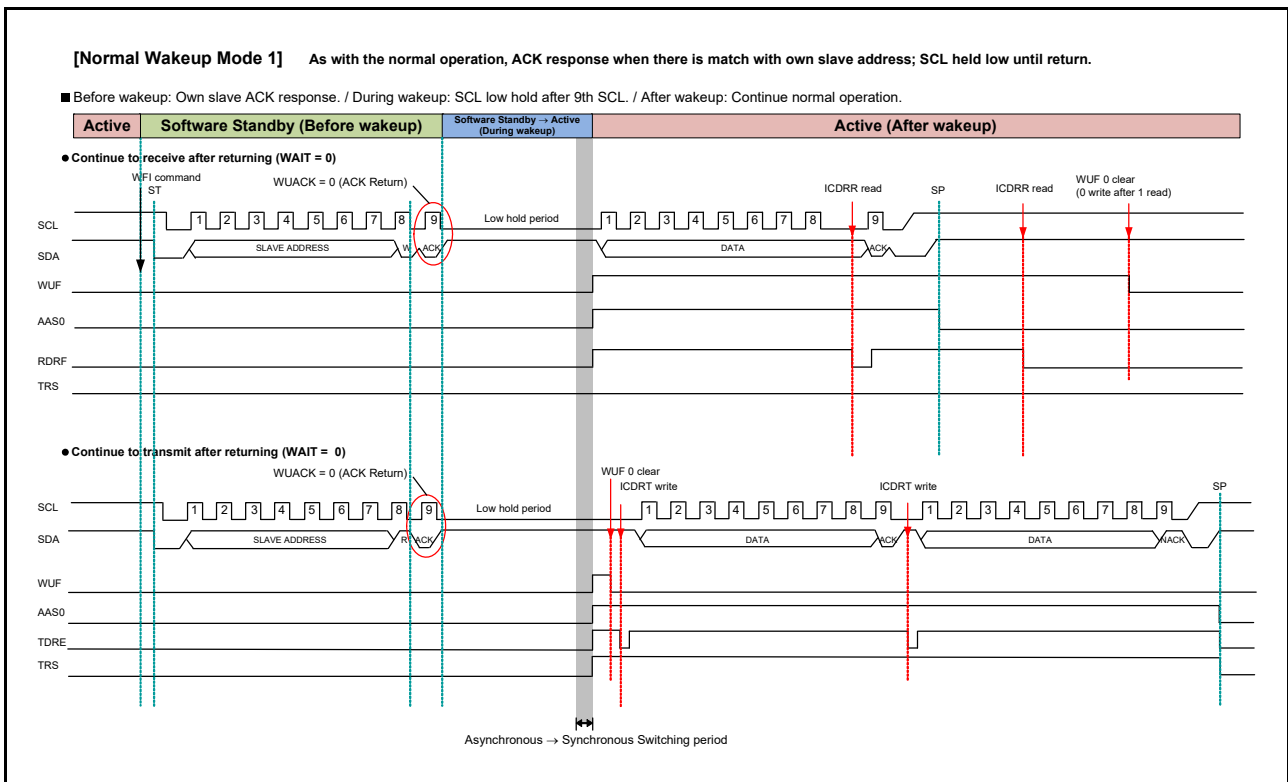 [Normal Wakeup Mode 1] As with the normal operation, ACK response when there is match with own slave address; SCL held low until return.
■ Before wakeup: Own slave ACK response. / During wakeup: SCL low hold after 9th SCL. / After wakeup: Continue normal operation.
Active
Software Standby (Before wakeup)
Software Standby → Active
(During wakeup)
Active (After wakeup)
● Continue to receive after returning (WAIT = 0)
WFI command
ST
WUACK = 0 (ACK Return)
ICDRR read
SP
ICDRR read
WUF 0 clear
(0 write after 1 read)
SCL
1 2 3 4 5 6 7 8 9
Low hold period
1 2 3 4 5 6 7 8 9
SDA
SLAVE ADDRESS
W
ACK
DATA
ACK
WUF
AAS0
RDRF
TRS
● Continue to transmit after returning (WAIT = 0)
WUACK = 0 (ACK Return)
WUF 0 clear
ICDRT write
ICDRT write
SP
SCL
1 2 3 4 5 6 7 8 9
Low hold period
1 2 3 4 5 6 7 8 9
1 2 3 4 5 6 7 8 9
SDA
SLAVE ADDRESS
R
ACK
DATA
ACK
DATA
NACK
WUF
AAS0
TDRE
TRS
Asynchronous → Synchronous Switching period